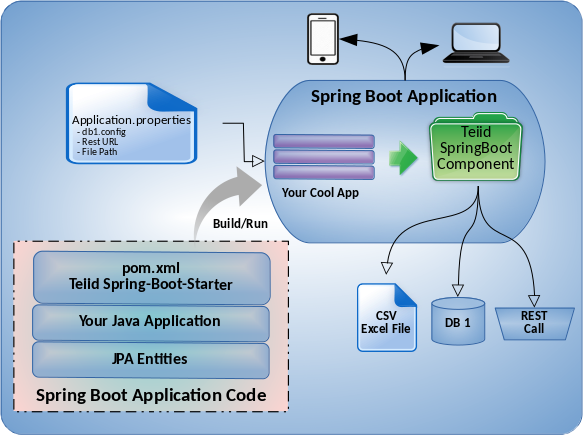 Spring Boot Application
Application.properties
- db1.config
- Rest URL
- File Path
Teiid
SpringBoot
Component
Your Cool App
Build/Run
pom.xml
Teiid Spring-Boot-Starter
Your Java Application
JPA Entities
Spring Boot Application Code
CSV
Excel File
DB 1
REST
Call